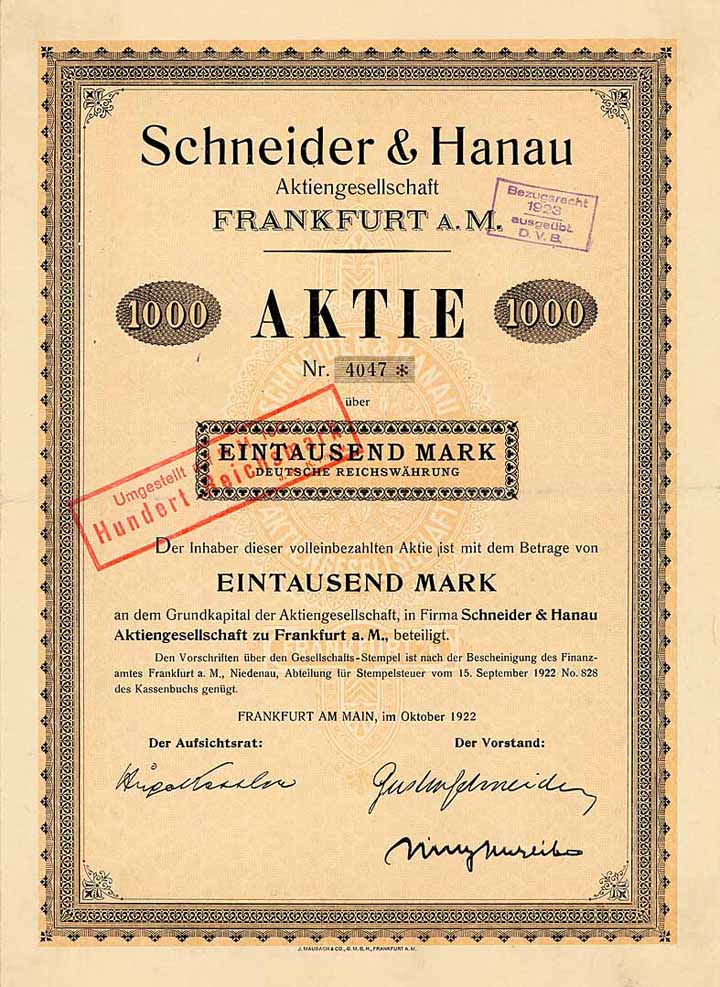 Schneider & Hanau
Aktiengesellschaft
FRANKFURT A. M.
Bezugsrecht
1923
ausgeübt.
D. V. B.
1000
AKTIE
1000
Nr. 4047 *
über
EINTAUSEND MARK
DEUTSCHE REICHSWÄHRUNG
Umgestellt
Hundert Reichsmark
Der Inhaber dieser volleinbezahlten Aktie ist mit dem Betrage von
EINTAUSEND MARK
an dem Grundkapital der Aktiengesellschaft, in Firma Schneider & Hanau
Aktiengesellschaft zu Frankfurt a. M., beteiligt.
Den Vorschriften über den Gesellschafts-Stempel ist nach der Bescheinigung des Finanz-
amtes Frankfurt a. M., Niedenau, Abteilung für Stempelsteuer vom 15. September 1922 No. 828
des Kassenbuchs genügt.
FRANKFURT AM MAIN, im Oktober 1922
Der Aufsichtsrat:
Der Vorstand:
J. MAUBACH & CO., G. M. B. H., FRANKFURT A. M.